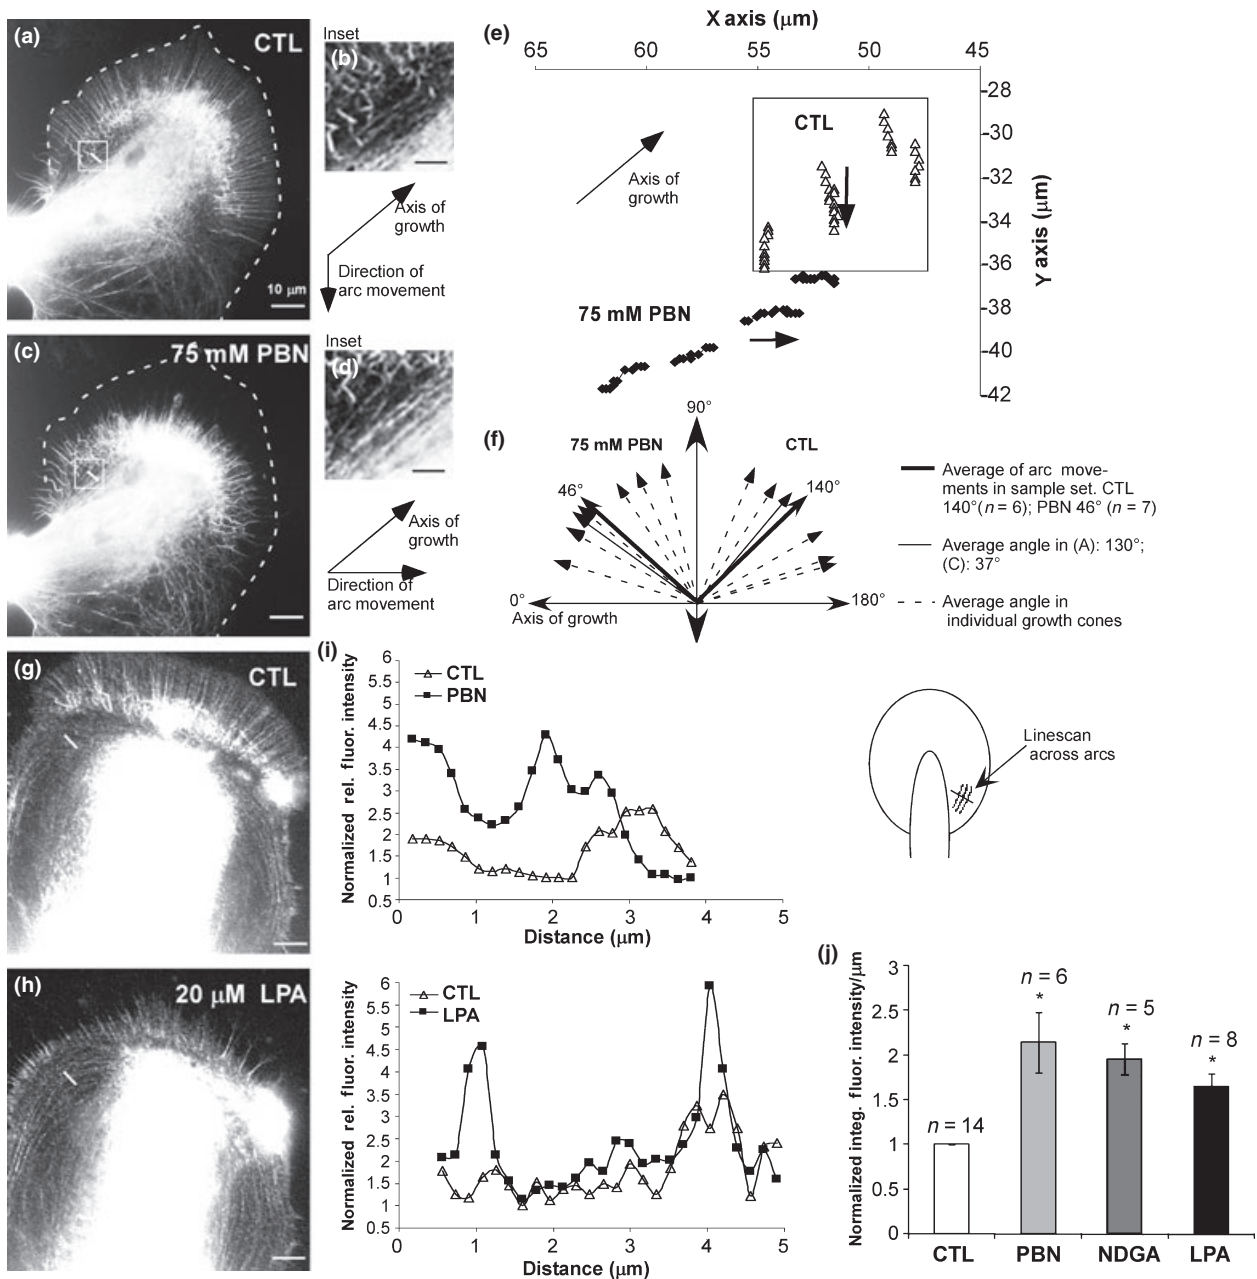 (a)
CTL
10 μm
Inset
(b)
Axis of
growth
Direction of
arc movement
(c)
75 mM PBN
Inset
(d)
Axis of
growth
Direction of
arc movement
(e)
X axis (μm)
65 60 55 50 45
CTL
Axis of
growth
75 mM PBN
-28
-30
-32
-34
-36
-38
-40
-42
Y axis (μm)
(f)
90°
75 mM PBN
CTL
46°
140°
0°
180°
Axis of growth
Average of arc move-
ments in sample set. CTL
140°(n = 6); PBN 46° (n = 7)
Average angle in (A): 130°;
(C): 37°
Average angle in
individual growth cones
(g)
CTL
(h)
20 μM LPA
(i)
Normalized rel. fluor. intensity
6
5.5
5
4.5
4
3.5
3
2.5
2
1.5
1
0.5
CTL
PBN
0 1 2 3 4 5
Distance (μm)
Linescan
across arcs
Normalized rel. fluor. intensity
6
5.5
5
4.5
4
3.5
3
2.5
2
1.5
1
0.5
CTL
LPA
0 1 2 3 4 5
Distance (μm)
(j)
Normalized integ. fluor. intensity/μm
3
2.5
2
1.5
1
0.5
0
n = 14
n = 6
*
n = 5
*
n = 8
*
CTL PBN NDGA LPA